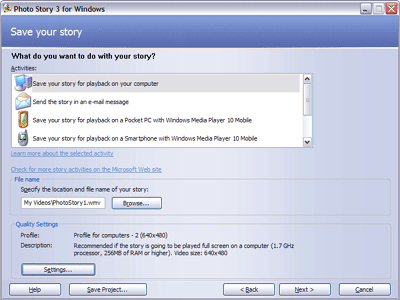 Photo Story 3 for Windows
Save your story
What do you want to do with your story?
Activities:
Save your story for playback on your computer
Send the story in an e-mail message
Save your story for playback on a Pocket PC with Windows Media Player 10 Mobile
Save your story for playback on a Smartphone with Windows Media Player 10 Mobile
Learn more about the selected activity
Check for more story activities on the Microsoft Web site
File name
Specify the location and file name of your story:
My Videos\PhotoStory1.wmv
Browse...
Quality Settings
Profile: Profile for computers - 2 (640x480)
Description: Recommended if the story is going to be played full screen on a computer (1.7 GHz
processor, 256MB of RAM or higher). Video size: 640x480
Settings...
Help Save Project... < Back Next > Cancel